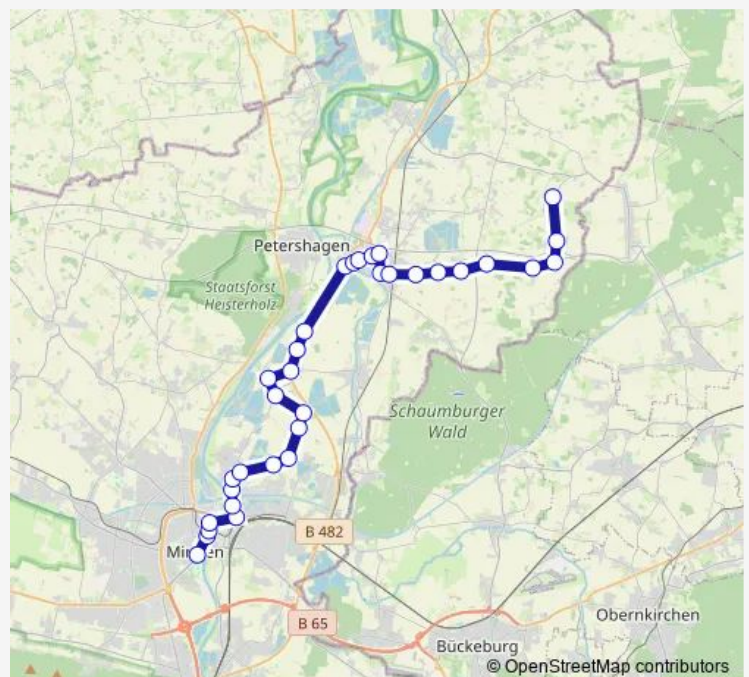 Petershagen
Staatsforst
Heisterholz
Schaumburger
Wald
B 482
Obernkirchen
B 65
Bückeburg
© OpenStreetMap contributors